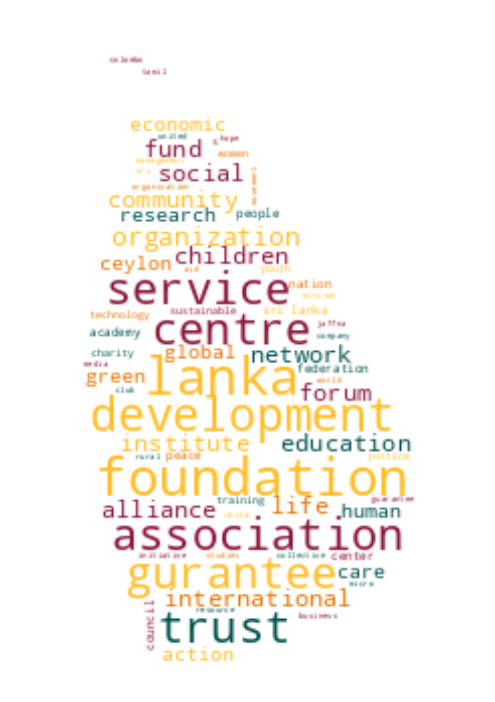 colombo
tamil
economic
united
hope
fund
women
management
sri
social
organisation
community
research people
organization
children
ceylon
aid youth
service
nation
mission
sustainable sri lanka
technology
centre
jaffna
academy company
charity global network
media
lanka
federation
green
world
club
forum
development
institute education
rural peace justice
foundation
training guarantee
alliance life human
child
association
initiative studies collective center
gurantee
care
micro
international
council
resource
trust
business
action